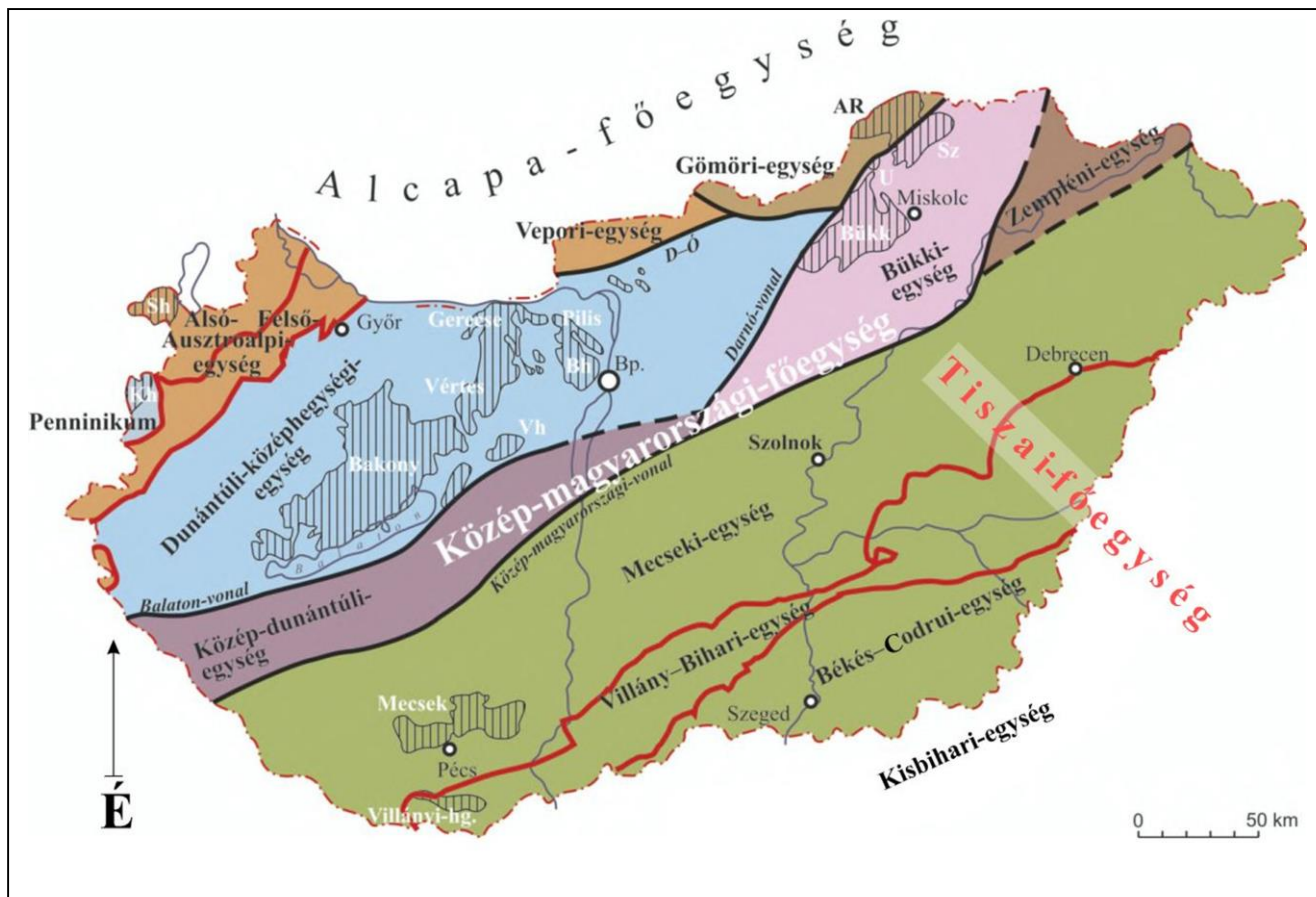 Alcapa-főegység
AR
Sz
Gömöri-egység
U
Miskolc
Zempléni-egység
Vepori-egység
D-Ó
Bükk
Bükki-
egység
Sh
Alsó-
Felső-
Ausztroalpi-
egység
Győr
Gerecse
Pilis
Darnó-vonal
Debrecen
Bh
Bp.
Vértes
Kh
Penninikum
Dunántúli-középhegységi-
egység
Vh
Bakony
Balaton
Szolnok
Tiszai-főegység
Közép-magyarországi-főegység
Közép-magyarországi-vonal
Mecseki-egység
Balaton-vonal
Közép-dunántúli-
egység
Villány–Bihari-egység
Békés–Codrui-egység
Mecsek
Szeged
Pécs
Kisbihari-egység
É
Villányi-hg.
0 50 km